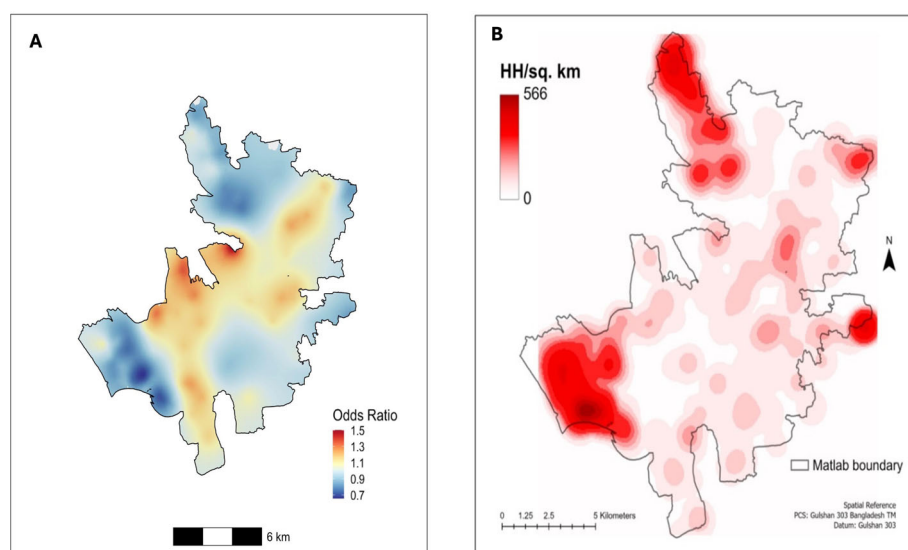 A
Odds Ratio
1.5
1.3
1.1
0.9
0.7
6 km
B
HH/sq. km
566
0
N
Matlab boundary
0 1.25 2.5 5 Kilometers
Spatial Reference
PCS: Gulshan 303 Bangladesh TM
Datum: Gulshan 303